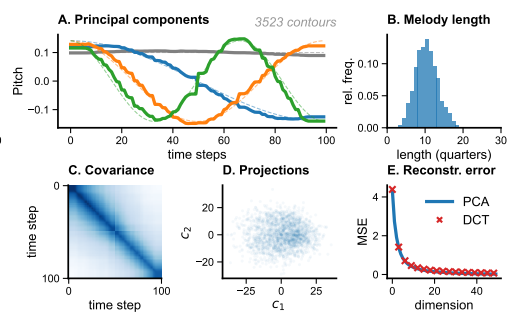 A. Principal components
3523 contours
0.1
0.0
−0.1
Pitch
0 20 40 60 80 100
time steps
B. Melody length
0.10
0.05
0.00
rel. freq.
0 10 20 30
length (quarters)
C. Covariance
0
100
time step
0 100
time step
D. Projections
20
0
−20
c2
−25 0 25
c1
E. Reconstr. error
PCA
DCT
4
2
0
MSE
0 20 40
dimension